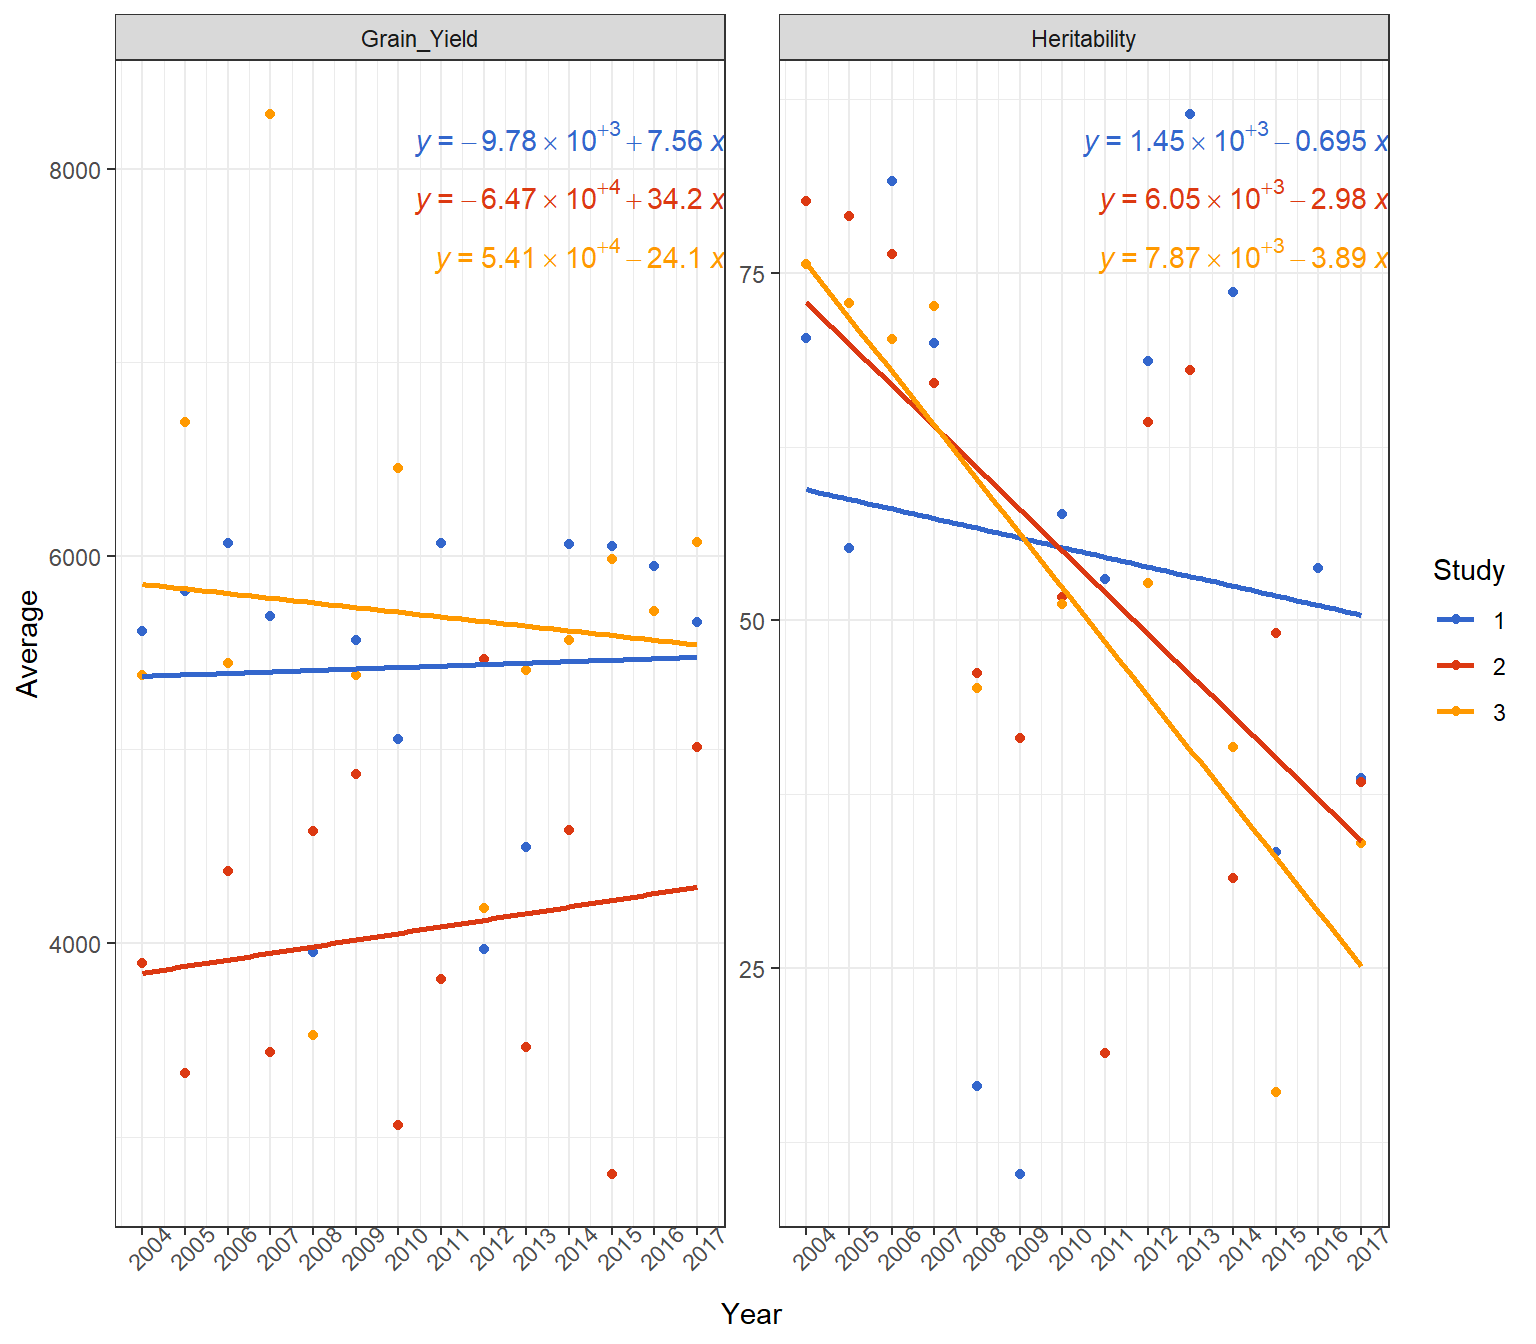 Grain_Yield
Heritability
y = −9.78 × 10⁺³ + 7.56 x
y = −6.47 × 10⁺⁴ + 34.2 x
y = 5.41 × 10⁺⁴ − 24.1 x
y = 1.45 × 10⁺³ − 0.695 x
y = 6.05 × 10⁺³ − 2.98 x
y = 7.87 × 10⁺³ − 3.89 x
8000
6000
4000
75
50
25
Average
2004 2005 2006 2007 2008 2009 2010 2011 2012 2013 2014 2015 2016 2017
2004 2005 2006 2007 2008 2009 2010 2011 2012 2013 2014 2015 2016 2017
Year
Study
1
2
3